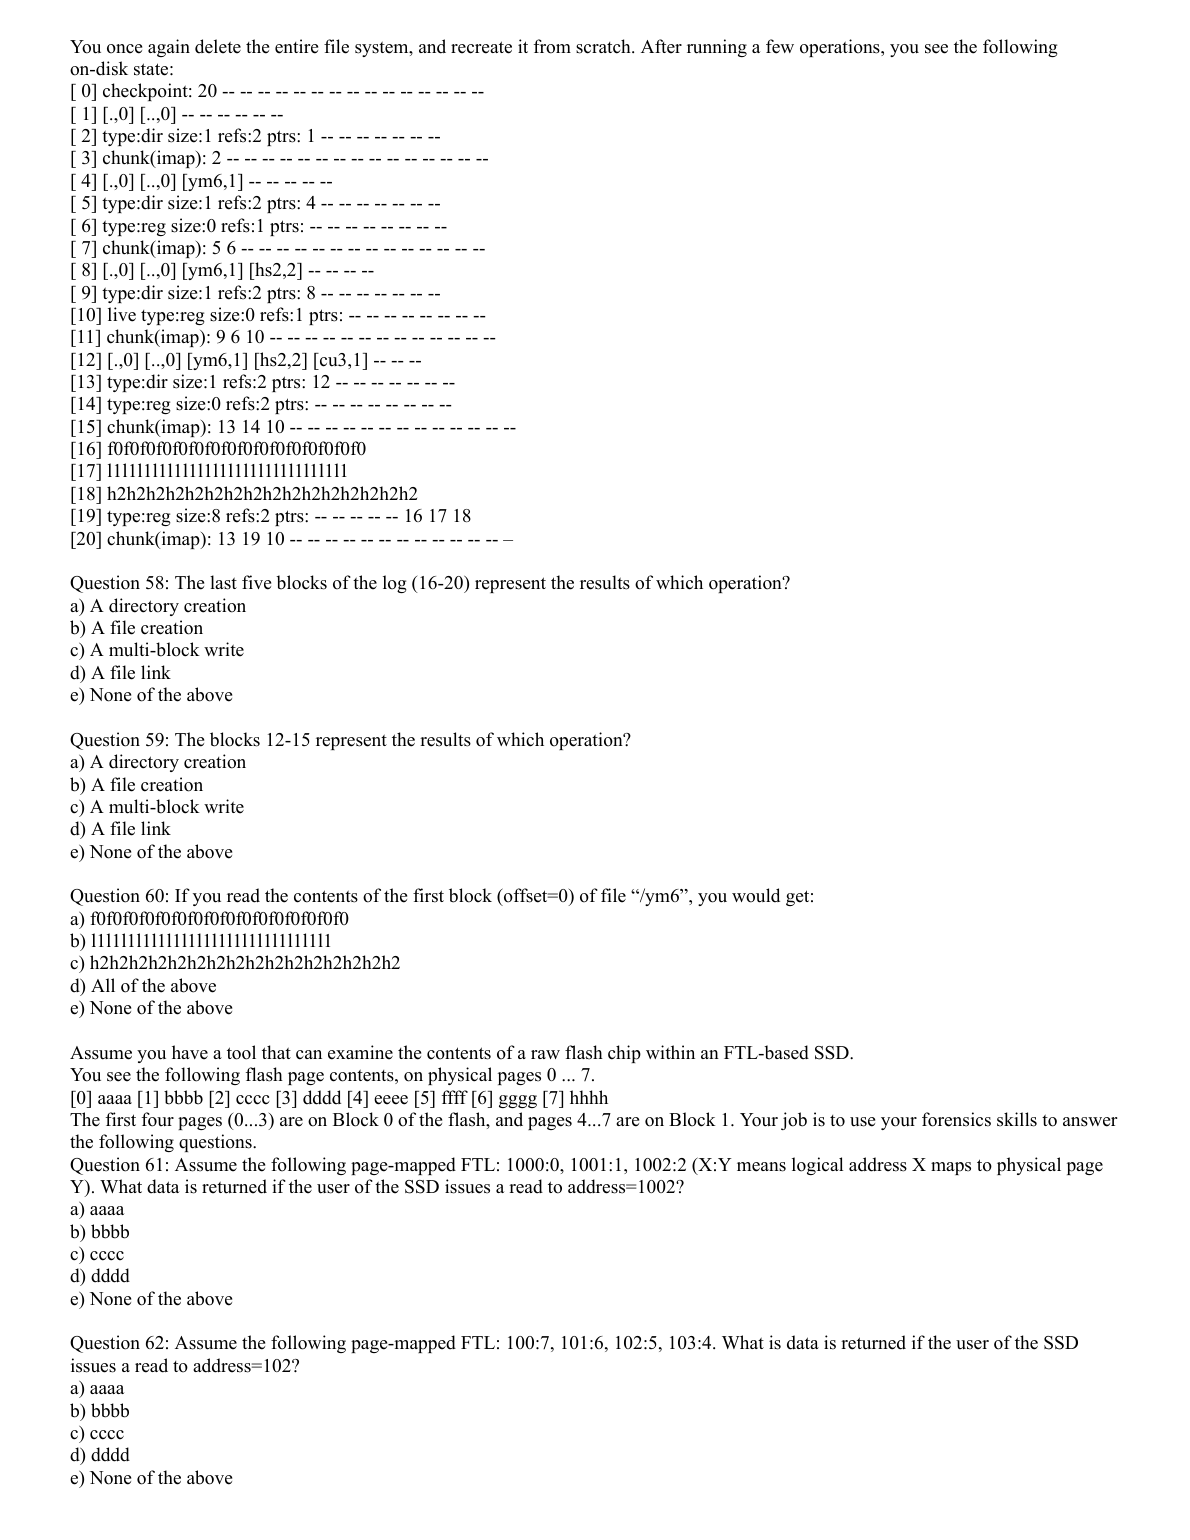 You once again delete the entire file system, and recreate it from scratch. After running a few operations, you see the following
on-disk state:
[ 0] checkpoint: 20 -- -- -- -- -- -- -- -- -- -- -- -- -- -- --
[ 1] [.,0] [..,0] -- -- -- -- -- --
[ 2] type:dir size:1 refs:2 ptrs: 1 -- -- -- -- -- -- --
[ 3] chunk(imap): 2 -- -- -- -- -- -- -- -- -- -- -- -- -- -- --
[ 4] [.,0] [..,0] [ym6,1] -- -- -- -- --
[ 5] type:dir size:1 refs:2 ptrs: 4 -- -- -- -- -- -- --
[ 6] type:reg size:0 refs:1 ptrs: -- -- -- -- -- -- -- --
[ 7] chunk(imap): 5 6 -- -- -- -- -- -- -- -- -- -- -- -- -- --
[ 8] [.,0] [..,0] [ym6,1] [hs2,2] -- -- -- --
[ 9] type:dir size:1 refs:2 ptrs: 8 -- -- -- -- -- -- --
[10] live type:reg size:0 refs:1 ptrs: -- -- -- -- -- -- -- --
[11] chunk(imap): 9 6 10 -- -- -- -- -- -- -- -- -- -- -- -- --
[12] [.,0] [..,0] [ym6,1] [hs2,2] [cu3,1] -- -- --
[13] type:dir size:1 refs:2 ptrs: 12 -- -- -- -- -- -- --
[14] type:reg size:0 refs:2 ptrs: -- -- -- -- -- -- -- --
[15] chunk(imap): 13 14 10 -- -- -- -- -- -- -- -- -- -- -- -- --
[16] f0f0f0f0f0f0f0f0f0f0f0f0f0f0f0f0
[17] llllllllllllllllllllllllllllllll
[18] h2h2h2h2h2h2h2h2h2h2h2h2h2h2h2h2
[19] type:reg size:8 refs:2 ptrs: -- -- -- -- -- 16 17 18
[20] chunk(imap): 13 19 10 -- -- -- -- -- -- -- -- -- -- -- -- –
Question 58: The last five blocks of the log (16-20) represent the results of which operation?
a) A directory creation
b) A file creation
c) A multi-block write
d) A file link
e) None of the above
Question 59: The blocks 12-15 represent the results of which operation?
a) A directory creation
b) A file creation
c) A multi-block write
d) A file link
e) None of the above
Question 60: If you read the contents of the first block (offset=0) of file “/ym6”, you would get:
a) f0f0f0f0f0f0f0f0f0f0f0f0f0f0f0f0
b) llllllllllllllllllllllllllllllll
c) h2h2h2h2h2h2h2h2h2h2h2h2h2h2h2h2
d) All of the above
e) None of the above
Assume you have a tool that can examine the contents of a raw flash chip within an FTL-based SSD.
You see the following flash page contents, on physical pages 0 ... 7.
[0] aaaa [1] bbbb [2] cccc [3] dddd [4] eeee [5] ffff [6] gggg [7] hhhh
The first four pages (0...3) are on Block 0 of the flash, and pages 4...7 are on Block 1. Your job is to use your forensics skills to answer
the following questions.
Question 61: Assume the following page-mapped FTL: 1000:0, 1001:1, 1002:2 (X:Y means logical address X maps to physical page
Y). What data is returned if the user of the SSD issues a read to address=1002?
a) aaaa
b) bbbb
c) cccc
d) dddd
e) None of the above
Question 62: Assume the following page-mapped FTL: 100:7, 101:6, 102:5, 103:4. What is data is returned if the user of the SSD
issues a read to address=102?
a) aaaa
b) bbbb
c) cccc
d) dddd
e) None of the above